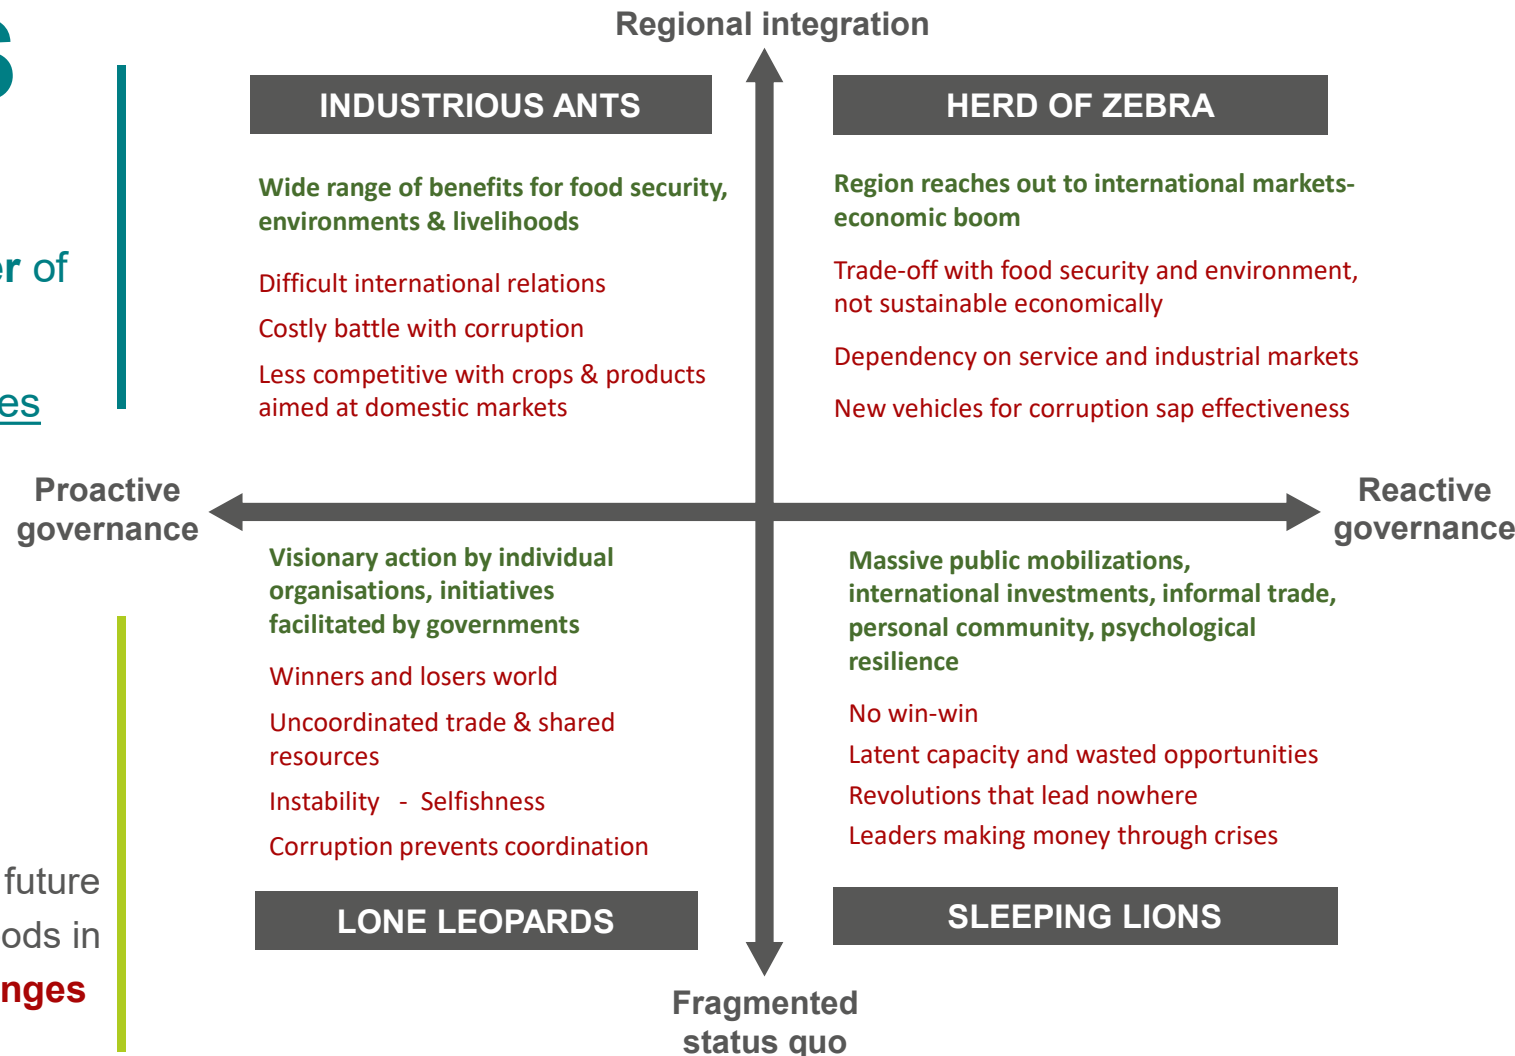 S
Regional integration
INDUSTRIOUS ANTS
HERD OF ZEBRA
Wide range of benefits for food security,
environments & livelihoods
Difficult international relations
Costly battle with corruption
Less competitive with crops & products
aimed at domestic markets
Region reaches out to international markets-
economic boom
Trade-off with food security and environment,
not sustainable economically
Dependency on service and industrial markets
New vehicles for corruption sap effectiveness
er of
es
Proactive
governance
Reactive
governance
Visionary action by individual
organisations, initiatives
facilitated by governments
Winners and losers world
Uncoordinated trade & shared
resources
Instability - Selfishness
Corruption prevents coordination
LONE LEOPARDS
Massive public mobilizations,
international investments, informal trade,
personal community, psychological
resilience
No win-win
Latent capacity and wasted opportunities
Revolutions that lead nowhere
Leaders making money through crises
SLEEPING LIONS
future
oods in
nges
Fragmented
status quo